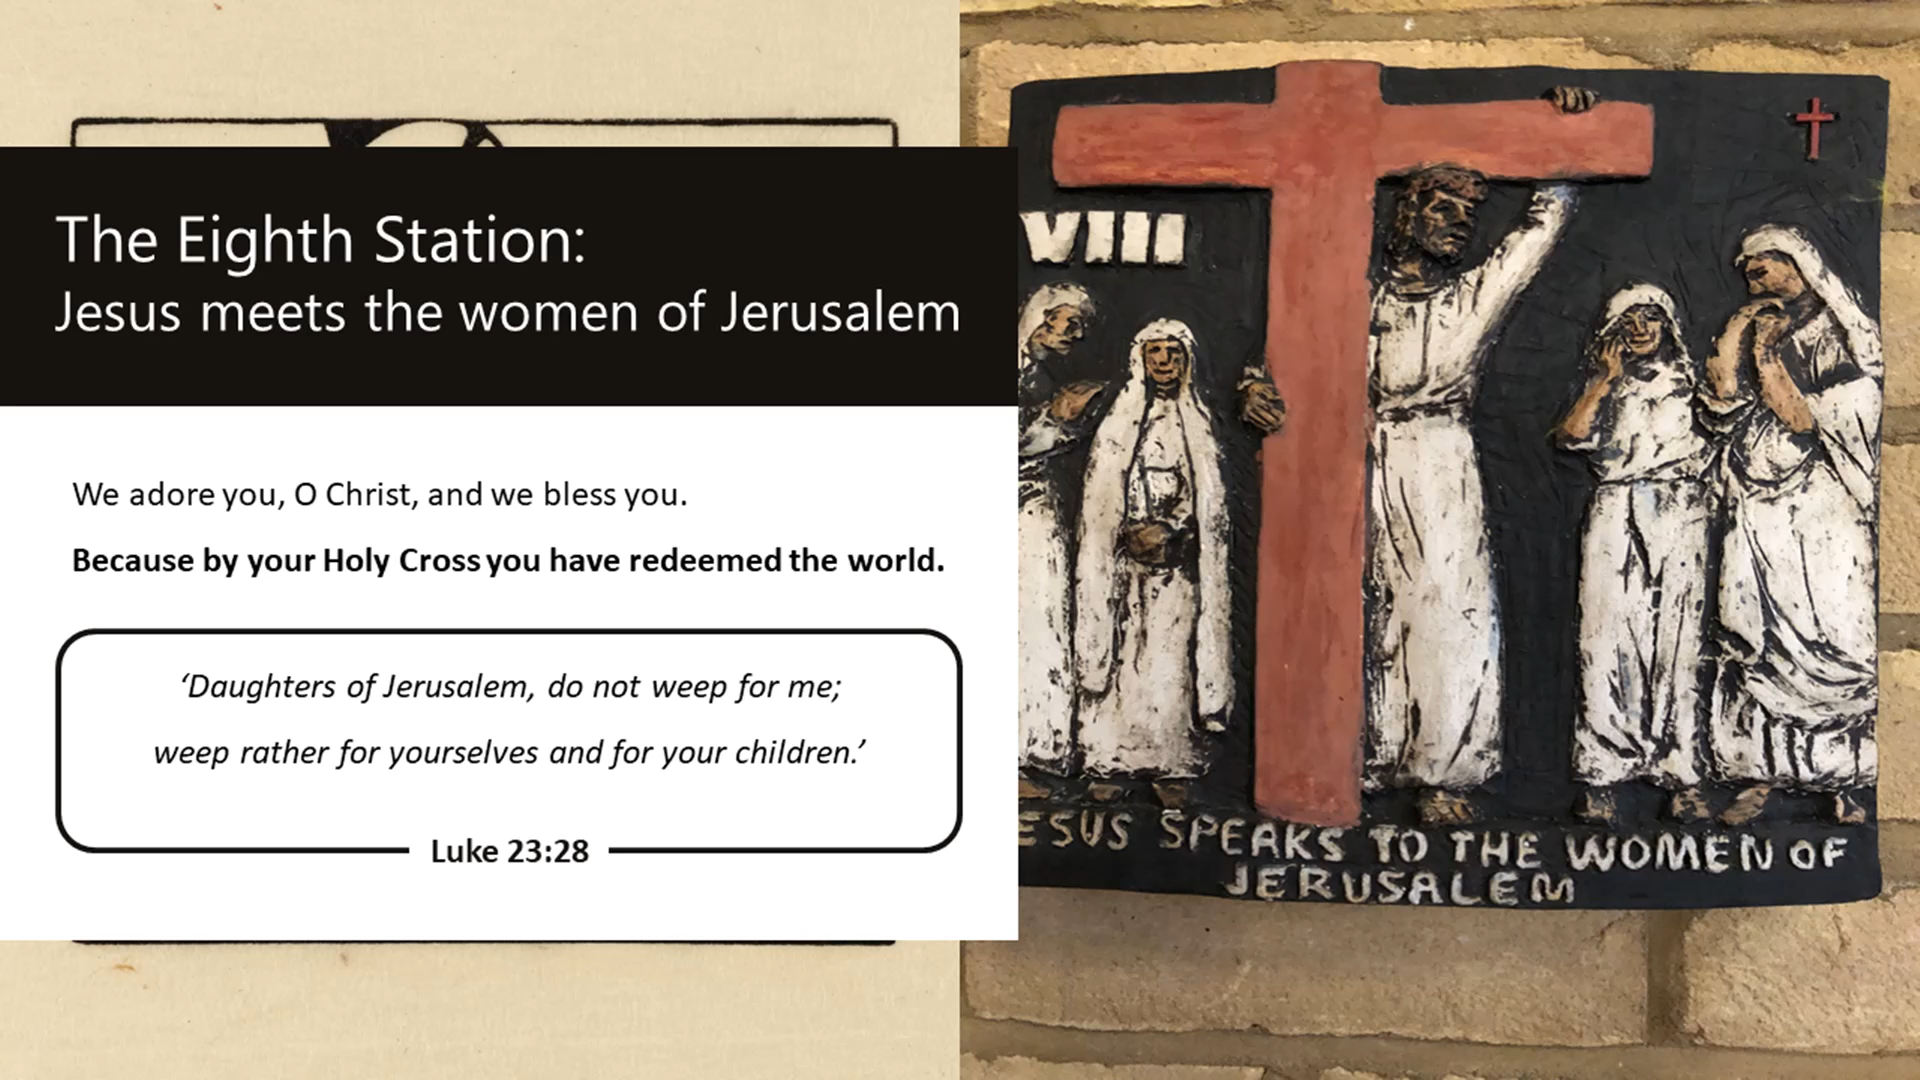 The Eighth Station:
Jesus meets the women of Jerusalem
We adore you, O Christ, and we bless you.
Because by your Holy Cross you have redeemed the world.
‘Daughters of Jerusalem, do not weep for me;
weep rather for yourselves and for your children.’
Luke 23:28
VIII
ESUS SPEAKS TO THE WOMEN OF
JERUSALEM